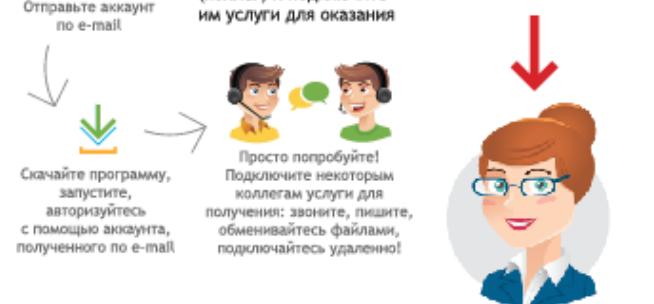 Отправьте аккаунт
по e-mail
им услуги для оказания
Скачайте программу,
запустите,
авторизуйтесь
с помощью аккаунта,
полученного по e-mail
Просто попробуйте!
Подключите некоторым
коллегам услуги для
получения: звоните, пишите,
обменивайтесь файлами,
подключайтесь удаленно!